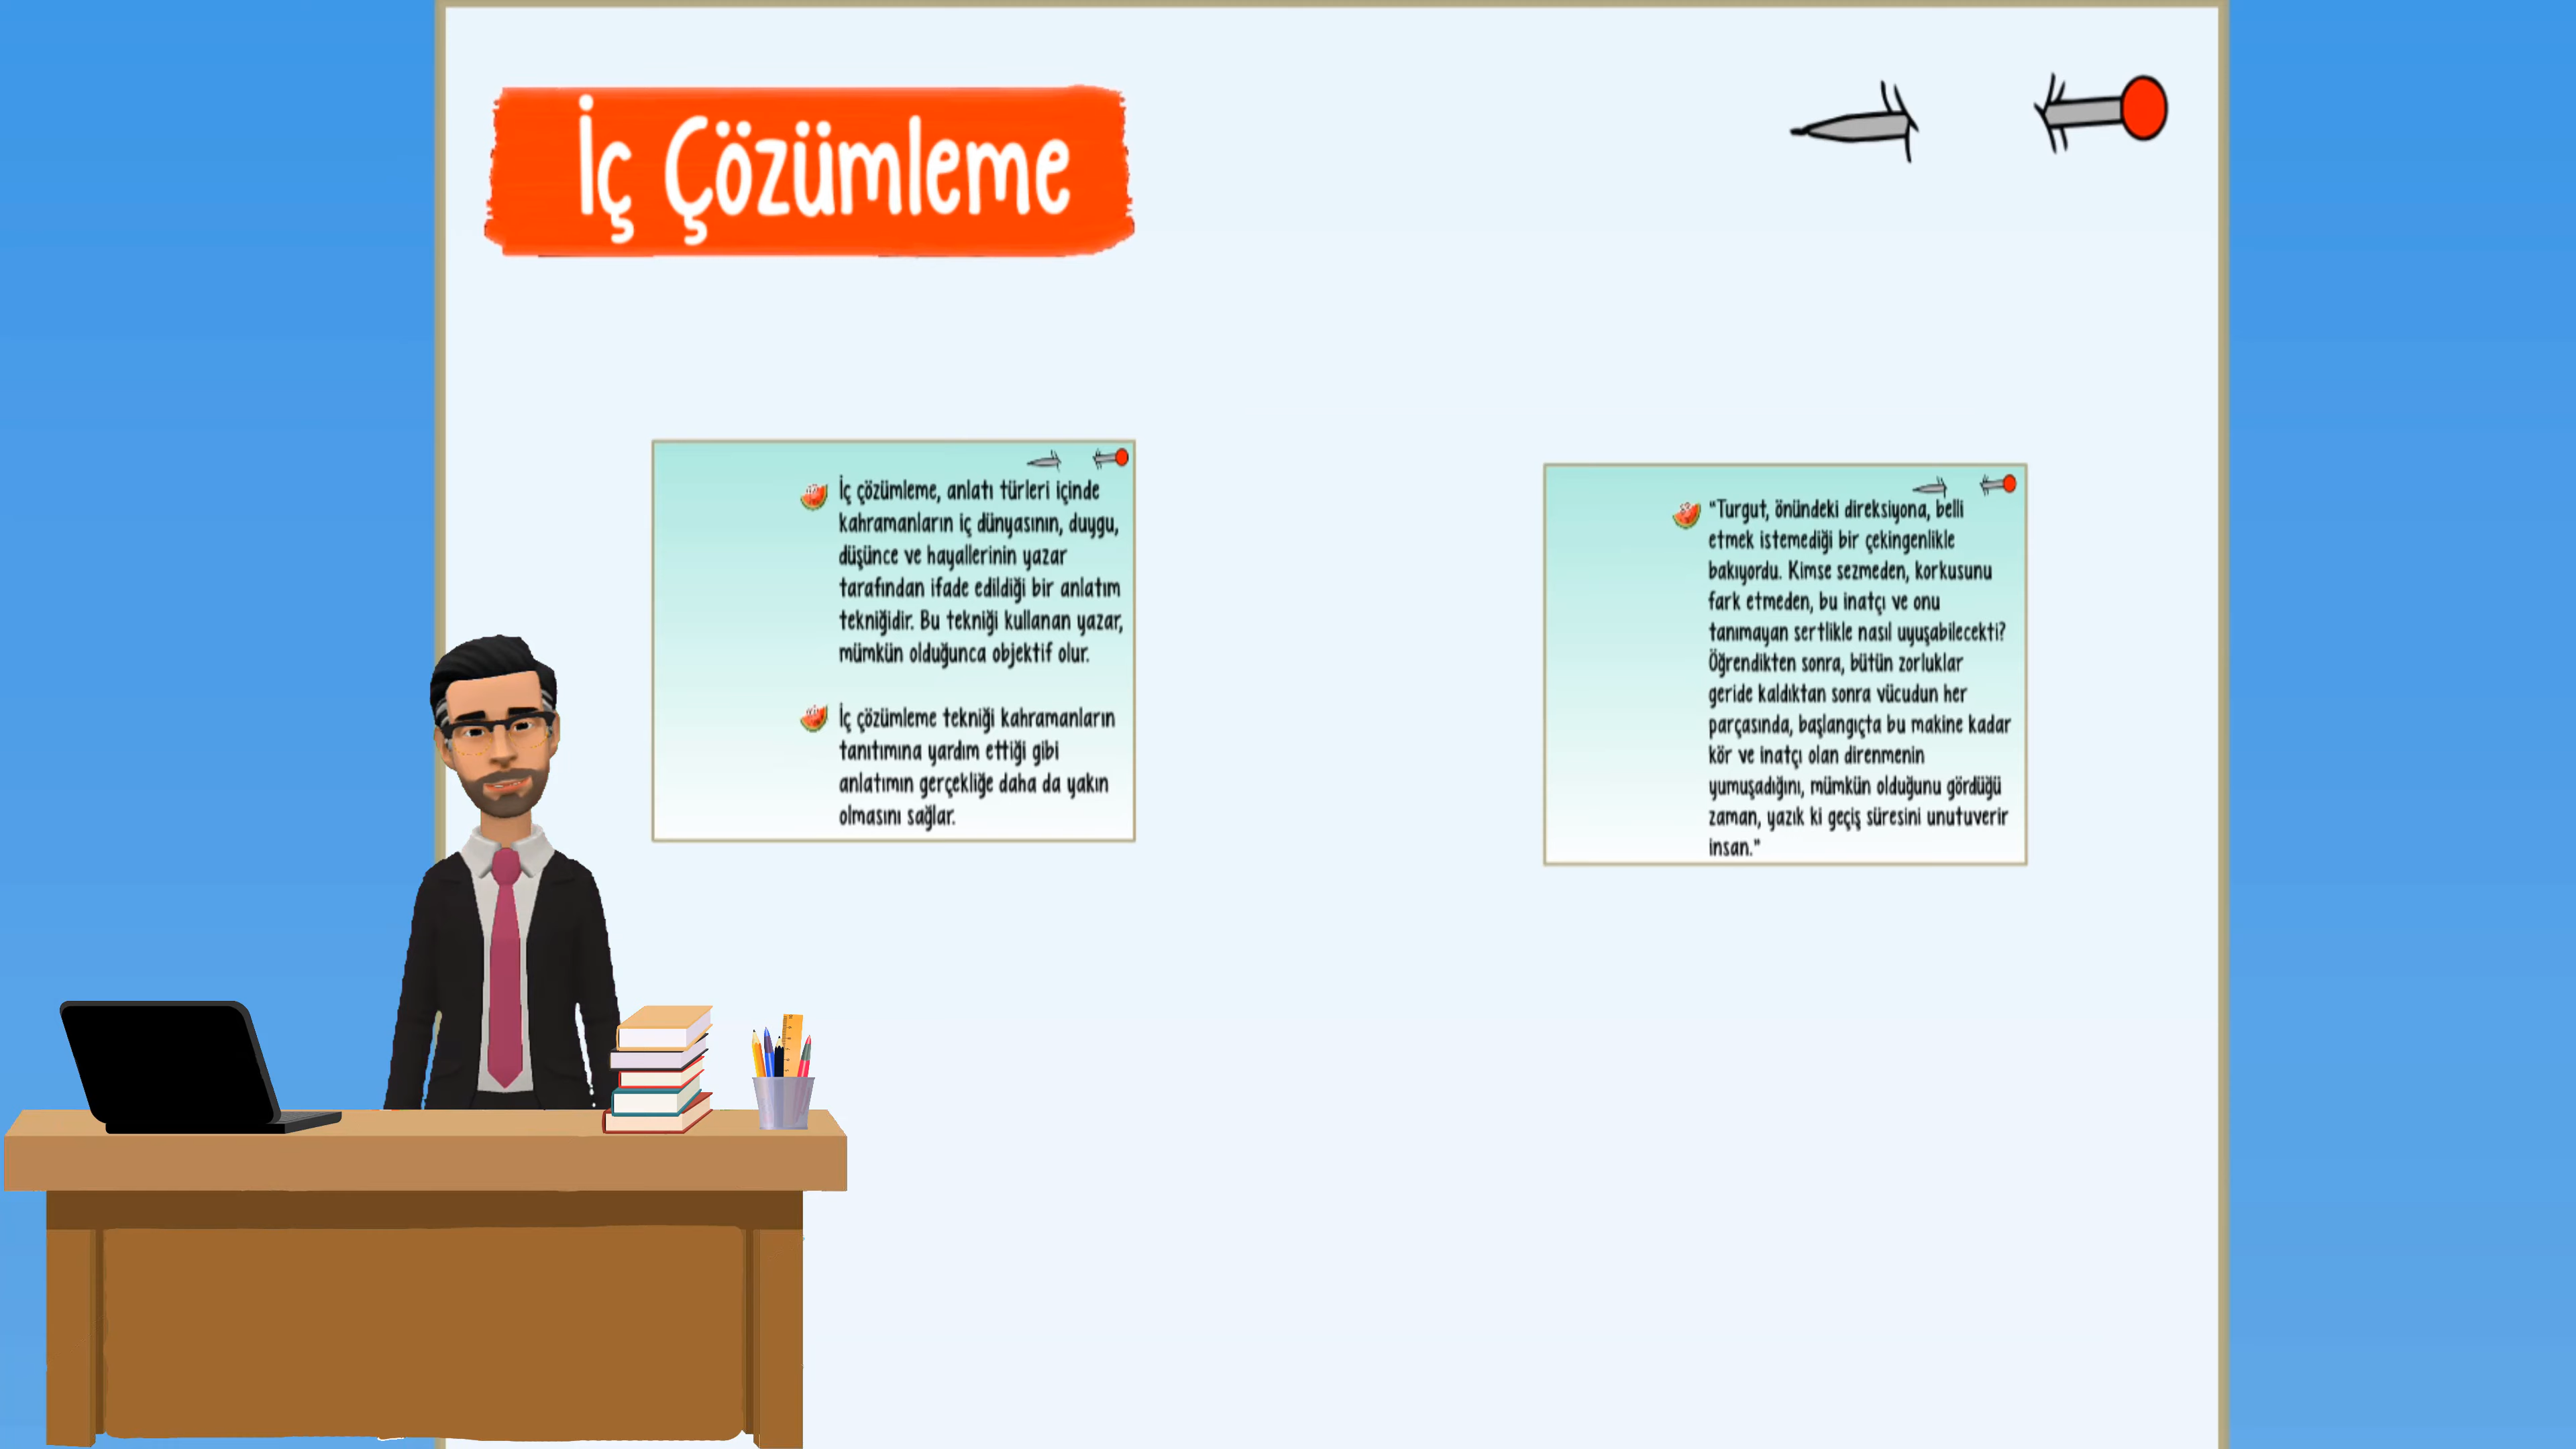 İç Çözümleme
İç çözümleme, anlatı türleri içinde
kahramanların iç dünyasının, duygu,
düşünce ve hayallerinin yazar
tarafından ifade edildiği bir anlatım
tekniğidir. Bu tekniği kullanan yazar,
mümkün olduğunca objektif olur.
İç çözümleme tekniği kahramanların
tanıtımına yardım ettiği gibi
anlatımın gerçekliğe daha da yakın
olmasını sağlar.
"Turgut, önündeki direksiyona, belli
etmek istemediği bir çekingenlikle
bakıyordu. Kimse sezmeden, korkusunu
fark etmeden, bu inatçı ve onu
tanımayan sertlikle nasıl uyuşabilecekti?
Öğrendikten sonra, bütün zorluklar
geride kaldıktan sonra vücudun her
parçasında, başlangıçta bu makine kadar
kör ve inatçı olan direnmenin
yumuşadığını, mümkün olduğunu gördüğü
zaman, yazık ki geçiş süresini unutuverir
insan."